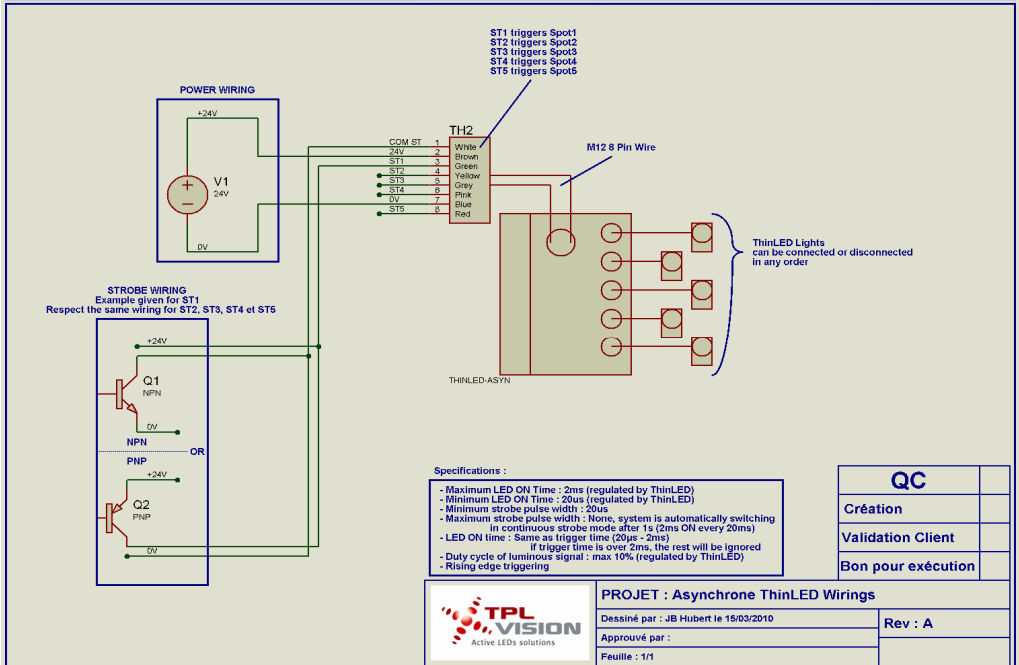 ST1 triggers Spot1
ST2 triggers Spot2
ST3 triggers Spot3
ST4 triggers Spot4
ST5 triggers Spot5
POWER WIRING
+24V
V1
24V
0V
TH2
COM ST 1 White
24V 2 Brown
ST1 3 Green
ST2 4 Yellow
ST3 5 Grey
ST4 6 Pink
0V 7 Blue
ST5 8 Red
M12 8 Pin Wire
ThinLED Lights
can be connected or disconnected
in any order
THINLED-ASYN
STROBE WIRING
Example given for ST1
Respect the same wiring for ST2, ST3, ST4 et ST5
+24V
Q1
NPN
0V
NPN
OR
PNP
+24V
Q2
PNP
0V
Specifications :
- Maximum LED ON Time : 2ms (regulated by ThinLED)
- Minimum LED ON Time : 20us (regulated by ThinLED)
- Minimum strobe pulse width : 20us
- Maximum strobe pulse width : None, system is automatically switching
in continuous strobe mode after 1s (2ms ON every 20ms)
- LED ON time : Same as trigger time (20µs - 2ms)
if trigger time is over 2ms, the rest will be ignored
- Duty cycle of luminous signal : max 10% (regulated by ThinLED)
- Rising edge triggering
QC
Création
Validation Client
Bon pour exécution
TPL
VISION
Active LEDs solutions
PROJET : Asynchrone ThinLED Wirings
Dessiné par : JB Hubert le 15/03/2010
Rev : A
Approuvé par :
Feuille : 1/1